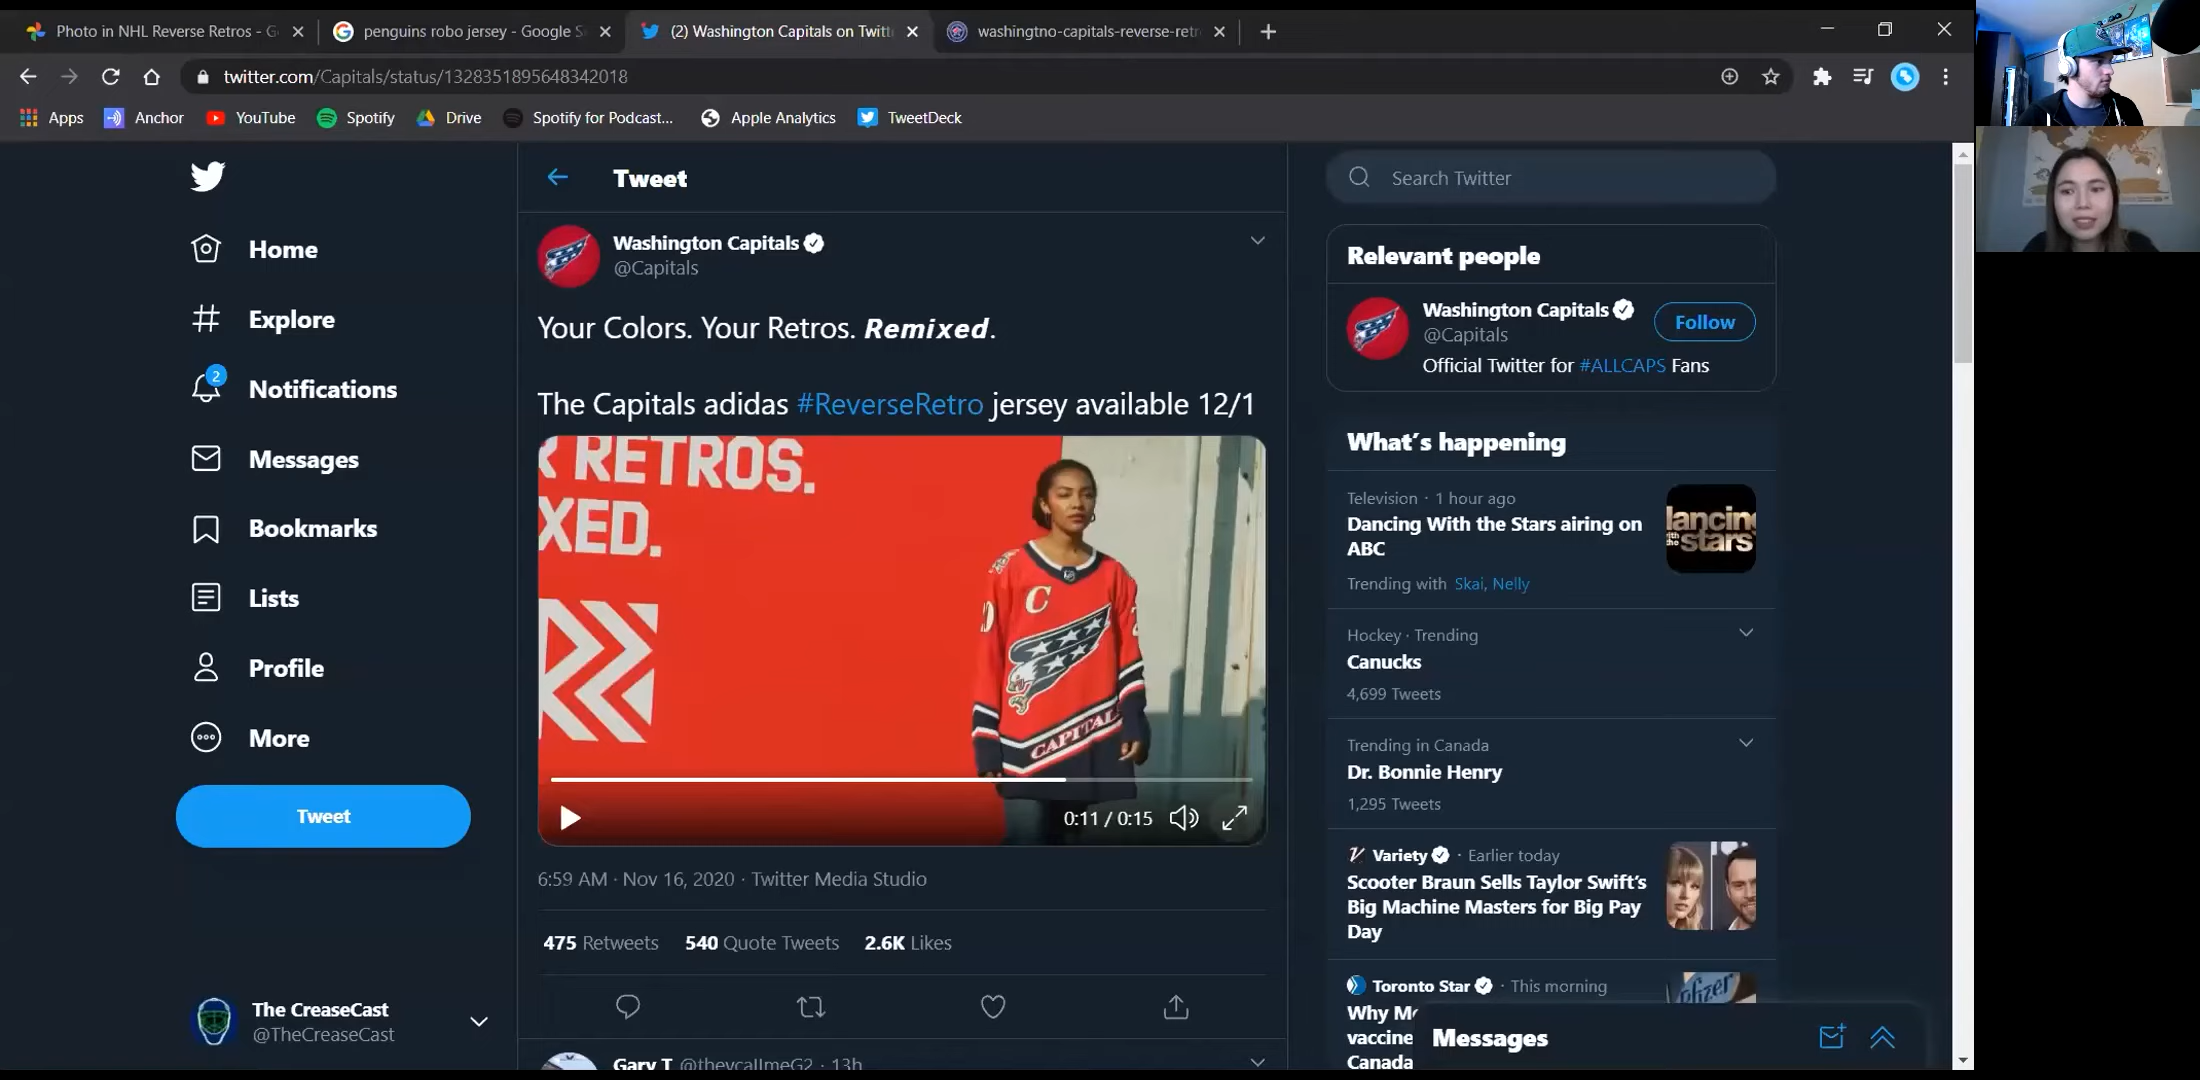 Photo in NHL Reverse Retros - G
penguins robo jersey - Google S
(2) Washington Capitals on Twitt
washingtno-capitals-reverse-retr
twitter.com/Capitals/status/1328351895648342018
Apps
Anchor
YouTube
Spotify
Drive
Spotify for Podcast...
Apple Analytics
TweetDeck
Home
Explore
2
Notifications
Messages
Bookmarks
Lists
Profile
More
Tweet
The CreaseCast
@TheCreaseCast
Tweet
Washington Capitals
@Capitals
Your Colors. Your Retros. Remixed.
The Capitals adidas #ReverseRetro jersey available 12/1
R RETROS.
XED.
C
CAPITAL
0:11 / 0:15
6:59 AM · Nov 16, 2020 · Twitter Media Studio
475 Retweets 540 Quote Tweets 2.6K Likes
Gary T @theycallmeG2 · 13h
Search Twitter
Relevant people
Washington Capitals
@Capitals
Follow
Official Twitter for #ALLCAPS Fans
What's happening
Television · 1 hour ago
Dancing With the Stars airing on
ABC
Trending with Skai, Nelly
dancing
with the
stars
Hockey · Trending
Canucks
4,699 Tweets
Trending in Canada
Dr. Bonnie Henry
1,295 Tweets
Variety · Earlier today
Scooter Braun Sells Taylor Swift's
Big Machine Masters for Big Pay
Day
Toronto Star · This morning
Why M
vaccine
Canada
Pfizer
Messages